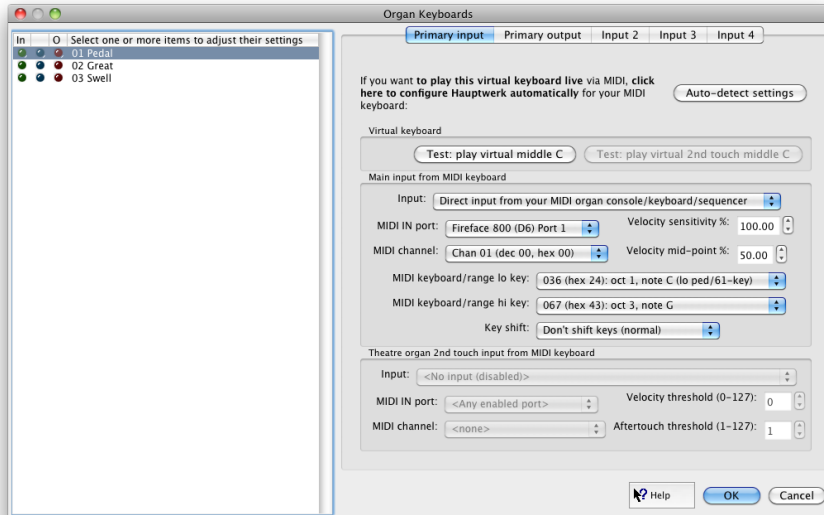 Organ Keyboards
In O Select one or more items to adjust their settings
01 Pedal
02 Great
03 Swell
Primary input Primary output Input 2 Input 3 Input 4
If you want to play this virtual keyboard live via MIDI, click
here to configure Hauptwerk automatically for your MIDI
keyboard:
Auto-detect settings
Virtual keyboard
Test: play virtual middle C Test: play virtual 2nd touch middle C
Main input from MIDI keyboard
Input: Direct input from your MIDI organ console/keyboard/sequencer
MIDI IN port: Fireface 800 (D6) Port 1 Velocity sensitivity %: 100.00
MIDI channel: Chan 01 (dec 00, hex 00) Velocity mid-point %: 50.00
MIDI keyboard/range lo key: 036 (hex 24): oct 1, note C (lo ped/61-key)
MIDI keyboard/range hi key: 067 (hex 43): oct 3, note G
Key shift: Don't shift keys (normal)
Theatre organ 2nd touch input from MIDI keyboard
Input: <No input (disabled)>
MIDI IN port: <Any enabled port> Velocity threshold (0-127): 0
MIDI channel: <none> Aftertouch threshold (1-127): 1
? Help OK Cancel